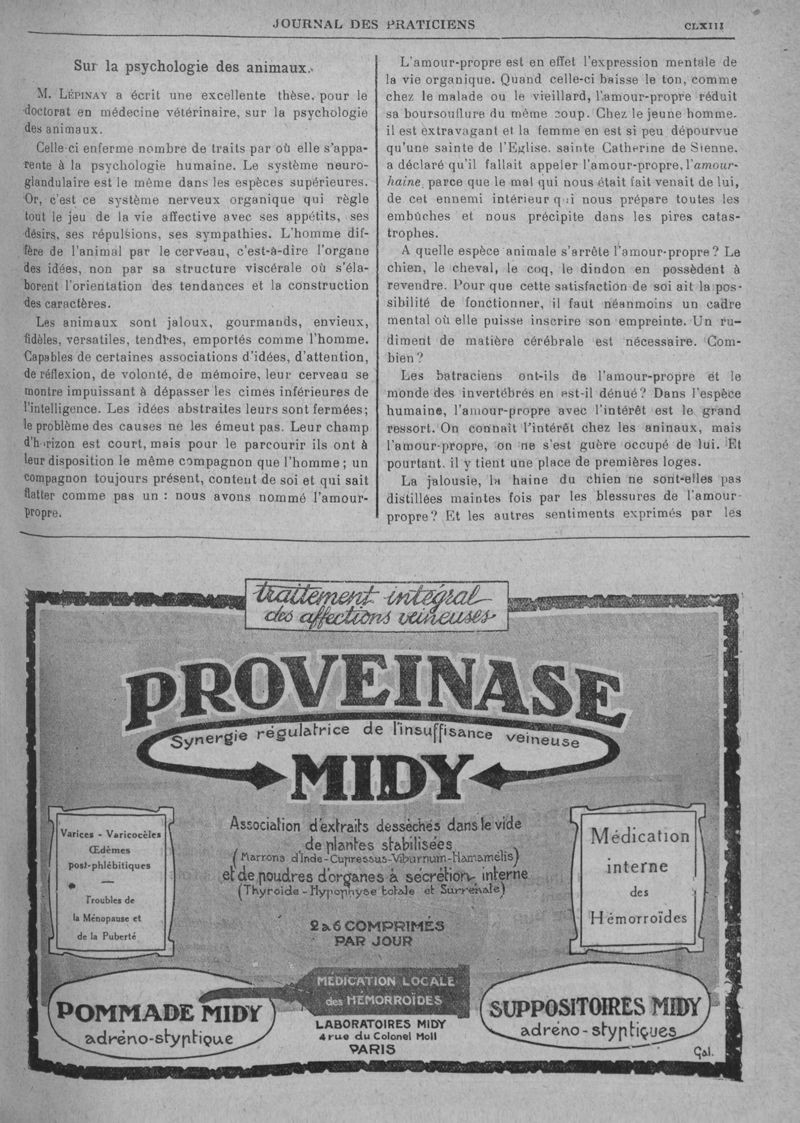 JOURNAL DES PRATICIENS
CLXIII
Sur la psychologie des animaux.
M. LÉPINAY a écrit une excellente thèse, pour le
doctorat en médecine vétérinaire, sur la psychologie
des animaux.
Celle-ci enferme nombre de traits par où elle s'appa-
rente à la psychologie humaine. Le système neuro-
glandulaire est le même dans les espèces supérieures.
Or, c'est ce système nerveux organique qui règle
tout le jeu de la vie affective avec ses appétits, ses
désirs, ses répulsions, ses sympathies. L'homme dif-
fère de l'animal par le cerveau, c'est-à-dire l'organe
des idées, non par sa structure viscérale où s'éla-
borent l'orientation des tendances et la construction
des caractères.
Les animaux sont jaloux, gourmands, envieux,
fidèles, versatiles, tendres, emportés comme l'homme.
Capables de certaines associations d'idées, d'attention,
de réflexion, de volonté, de mémoire, leur cerveau se
montre impuissant à dépasser les cimes inférieures de
l'intelligence. Les idées abstraites leurs sont fermées;
le problème des causes ne les émeut pas. Leur champ
d'horizon est court, mais pour le parcourir ils ont à
leur disposition le même compagnon que l'homme; un
compagnon toujours présent, content de soi et qui sait
flatter comme pas un : nous avons nommé l'amour-
propre.
L'amour-propre est en effet l'expression mentale de
la vie organique. Quand celle-ci baisse le ton, comme
chez le malade ou le vieillard, l'amour-propre réduit
sa boursouflure du même coup. Chez le jeune homme,
il est extravagant et la femme en est si peu dépourvue
qu'une sainte de l'Eglise, sainte Catherine de Sienne,
a déclaré qu'il fallait appeler l'amour-propre, l'amour-
haine, parce que le mal qui nous était fait venait de lui,
de cet ennemi intérieur qui nous prépare toutes les
embûches et nous précipite dans les pires catas-
trophes.
A quelle espèce animale s'arrête l'amour-propre? Le
chien, le cheval, le coq, le dindon en possèdent à
revendre. Pour que cette satisfaction de soi ait la pos-
sibilité de fonctionner, il faut néanmoins un cadre
mental où elle puisse inscrire son empreinte. Un ru-
diment de matière cérébrale est nécessaire. Com-
bien?
Les batraciens ont-ils de l'amour-propre et le
monde des invertébrés en est-il dénué? Dans l'espèce
humaine, l'amour-propre avec l'intérêt est le grand
ressort. On connaît l'intérêt chez les aninaux, mais
l'amour-propre, on ne s'est guère occupé de lui. Et
pourtant, il y tient une place de premières loges.
La jalousie, la haine du chien ne sont-elles pas
distillées maintes fois par les blessures de l'amour-
propre? Et les autres sentiments exprimés par les
traitement intégral
des affections veineuses
PROVEINASE
Synergie régulatrice de l'insuffisance veineuse
MIDY
Varices - Varicocèles
Œdèmes
post-phlébitiques
Troubles de
la Ménopause et
de la Puberté
Association d'extraits desséchés dans le vide
de plantes stabilisées
(Marrons d'Inde-Cupressus-Viburnum-Hamamelis)
et de poudres d'organes à sécrétion interne
(Thyroïde-Hypophyse totale et Surrénale)
2 à 6 COMPRIMÉS
PAR JOUR
Médication
interne
des
Hémorroïdes
POMMADE MIDY
adréno-styptique
MÉDICATION LOCALE
des HÉMORROÏDES
LABORATOIRES MIDY
4 rue du Colonel Moll
PARIS
SUPPOSITOIRES MIDY
adréno-styptiques
Gal.